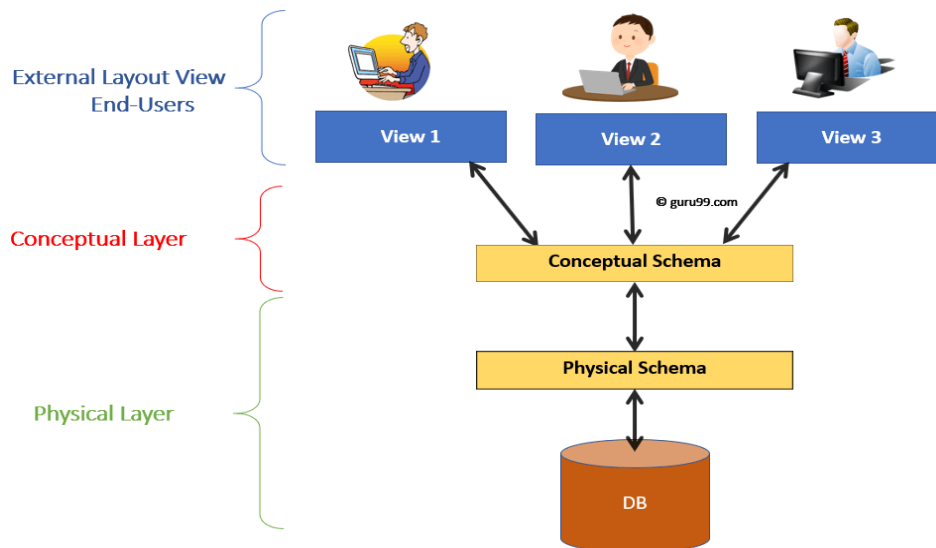 External Layout View
End-Users
View 1
View 2
View 3
© guru99.com
Conceptual Layer
Conceptual Schema
Physical Schema
Physical Layer
DB